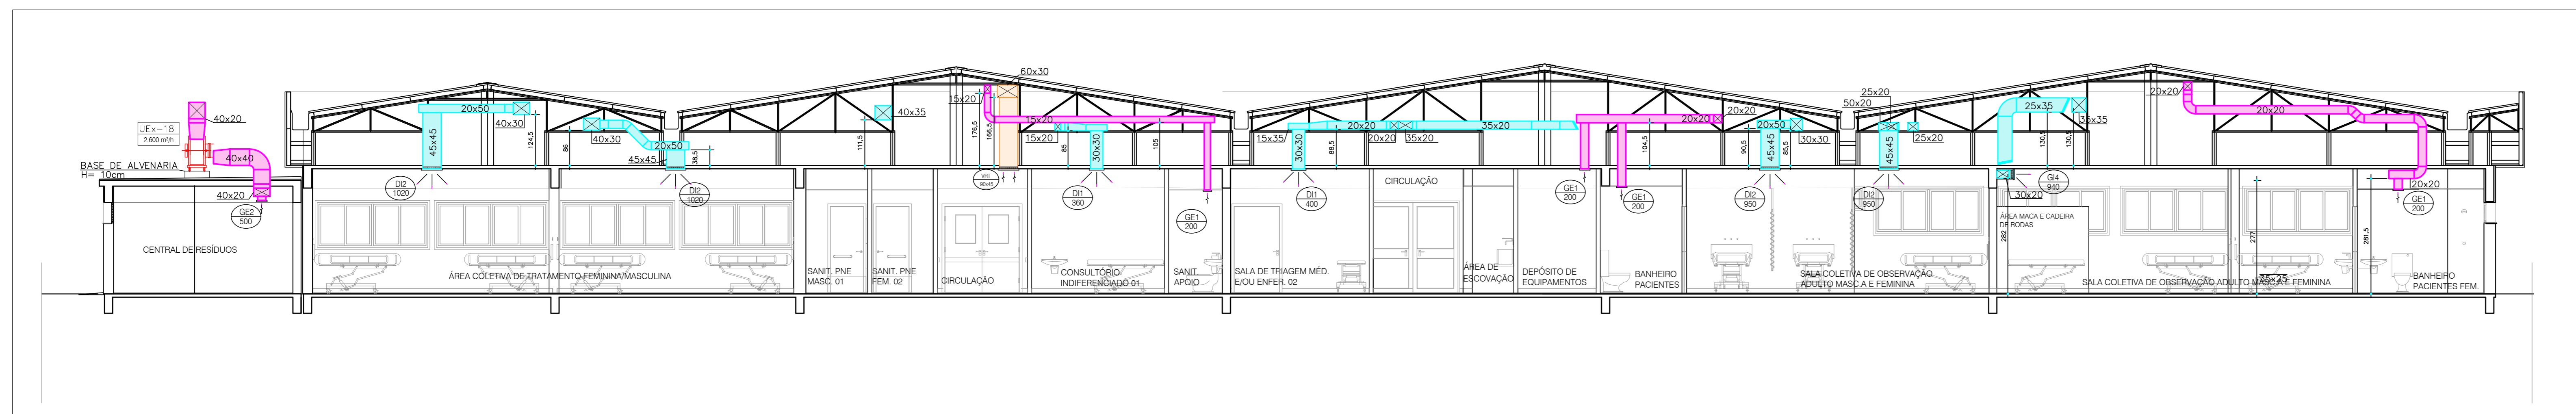 UEx-18
2.600 m³/h
BASE DE ALVENARIA
H= 10cm
40x20
40x40
40x20
GE2
500
CENTRAL DE RESÍDUOS
20x50
40x30
45x45
124,5
DI2
1020
86
40x30
20x50
45x45
38,5
DI2
1020
ÁREA COLETIVA DE TRATAMENTO FEMININA/MASCULINA
40x35
111,5
SANIT. PNE
MASC. 01
SANIT. PNE
FEM. 02
60x30
15x20
176,5
166,5
VRT
90x45
CIRCULAÇÃO
15x20
15x20
85
30x30
105
DI1
360
CONSULTÓRIO
INDIFERENCIADO 01
GE1
200
SANIT.
APOIO
15x35
30x30
20x20
88,5
20x20
35x20
35x20
DI1
400
SALA DE TRIAGEM MÉD.
E/OU ENFER. 02
CIRCULAÇÃO
ÁREA DE
ESCOVAÇÃO
GE1
200
DEPÓSITO DE
EQUIPAMENTOS
104,5
GE1
200
BANHEIRO
PACIENTES
20x20
20x20
20x50
90,5
45x45
85,5
30x30
DI2
950
25x20
50x20
45x45
25x20
DI2
950
SALA COLETIVA DE OBSERVAÇÃO
ADULTO MASC.A E FEMININA
25x35
35x35
130,5
130,5
GI4
940
30x20
ÁREA MACA E CADEIRA
DE RODAS
282
20x20
20x20
277
35x25
281,5
SALA COLETIVA DE OBSERVAÇÃO ADULTO MASC.A E FEMININA
20x20
GE1
200
BANHEIRO
PACIENTES FEM.